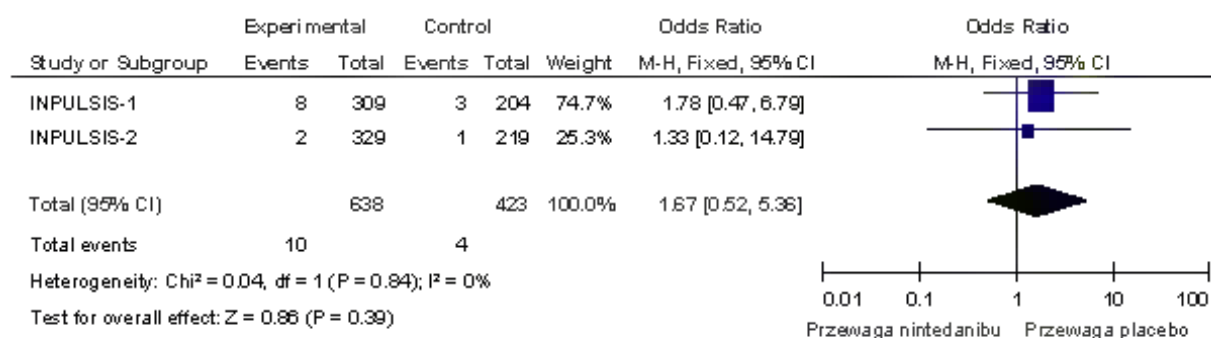 Experimental Control Odds Ratio Odds Ratio
Study or Subgroup Events Total Events Total Weight M-H, Fixed, 95% CI M-H, Fixed, 95% CI
INPULSIS-1 8 309 3 204 74.7% 1.78 [0.47, 6.79]
INPULSIS-2 2 329 1 219 25.3% 1.33 [0.12, 14.79]
Total (95% CI) 638 423 100.0% 1.67 [0.52, 5.36]
Total events 10 4
Heterogeneity: Chi² = 0.04, df = 1 (P = 0.84); I² = 0%
Test for overall effect: Z = 0.86 (P = 0.39)
0.01 0.1 1 10 100
Przewaga nintedanibu Przewaga placebo